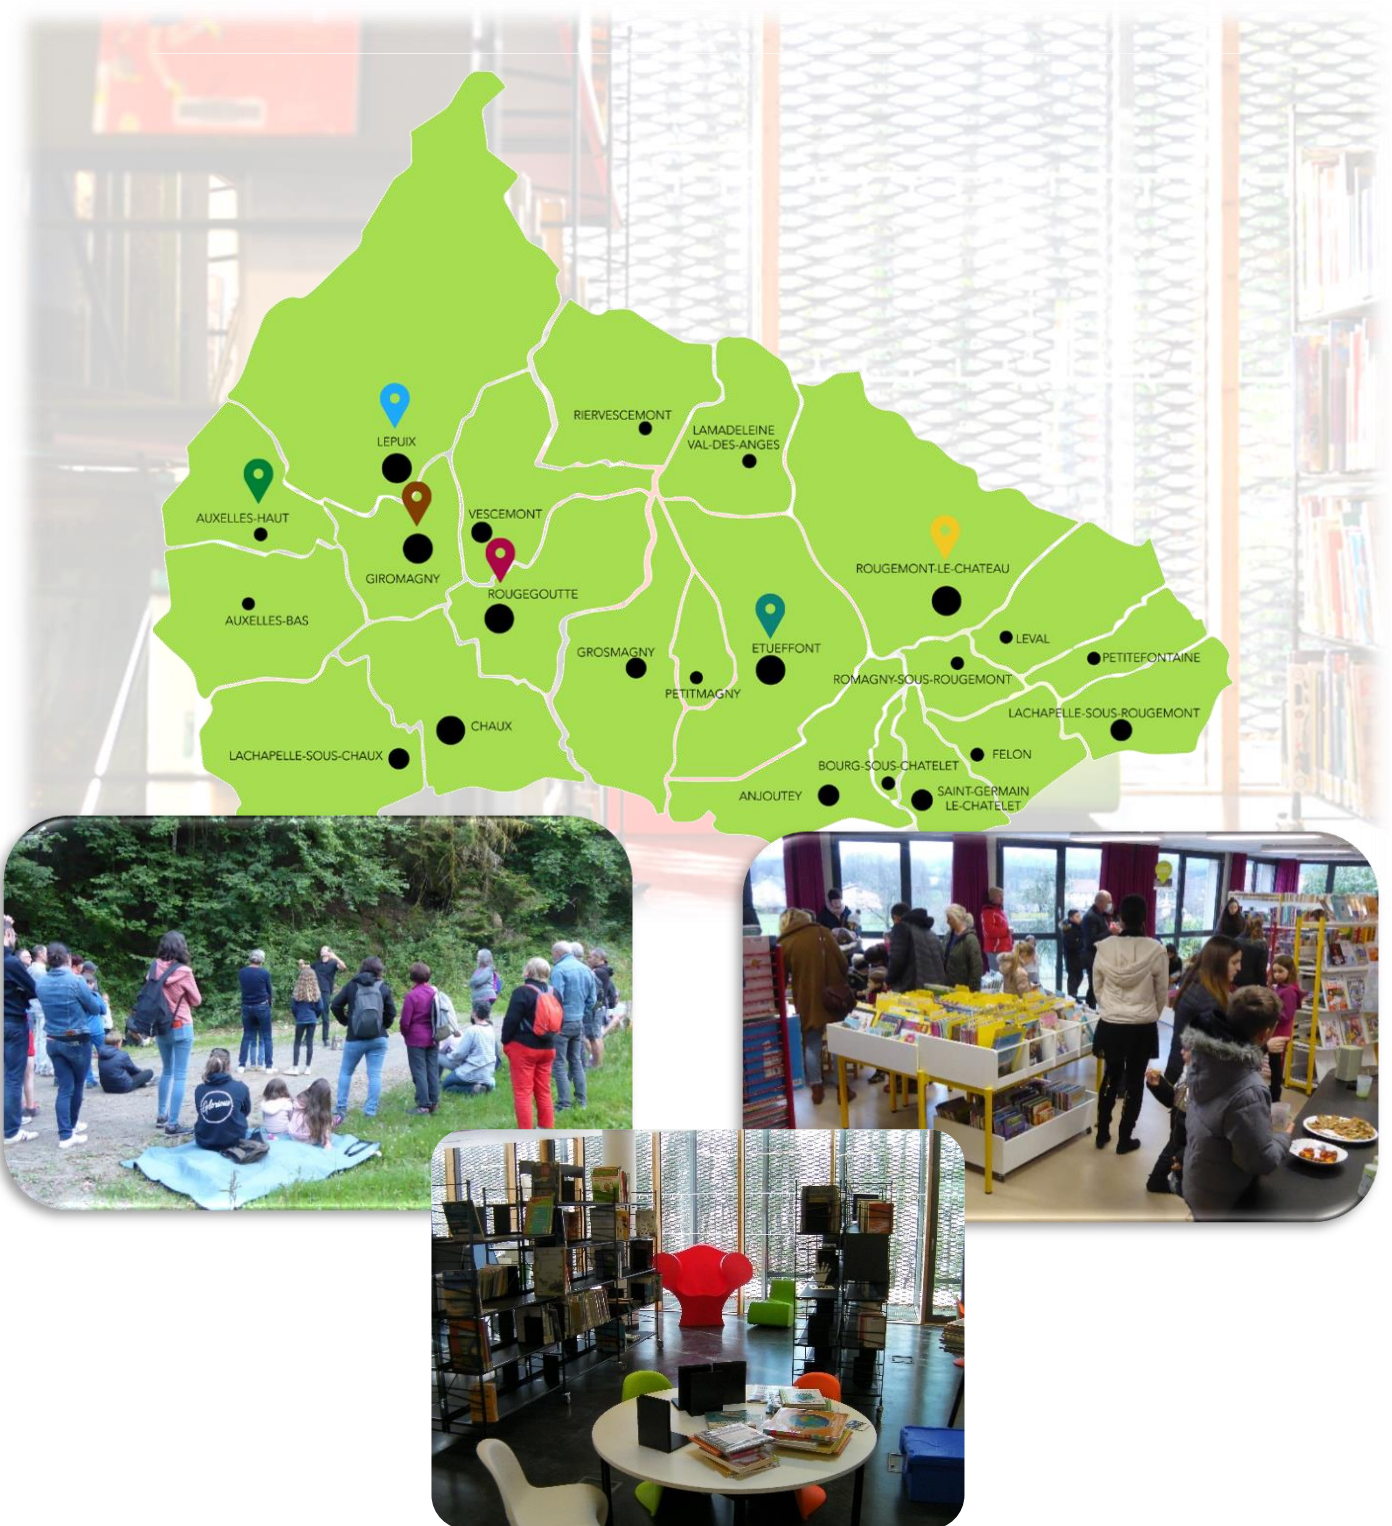 RIERVESCEMONT
LAMADELEINE
VAL-DES-ANGES
LEPUIX
AUXELLES-HAUT
VESCEMONT
GIROMAGNY
ROUGEGOUTTE
ROUGEMONT-LE-CHATEAU
AUXELLES-BAS
LEVAL
GROSMAGNY
ETUEFFONT
PETITEFONTAINE
ROMAGNY-SOUS-ROUGEMONT
PETITMAGNY
LACHAPELLE-SOUS-ROUGEMONT
CHAUX
LACHAPELLE-SOUS-CHAUX
FELON
BOURG-SOUS-CHATELET
ANJOUTEY
SAINT-GERMAIN
LE-CHATELET
Glorious